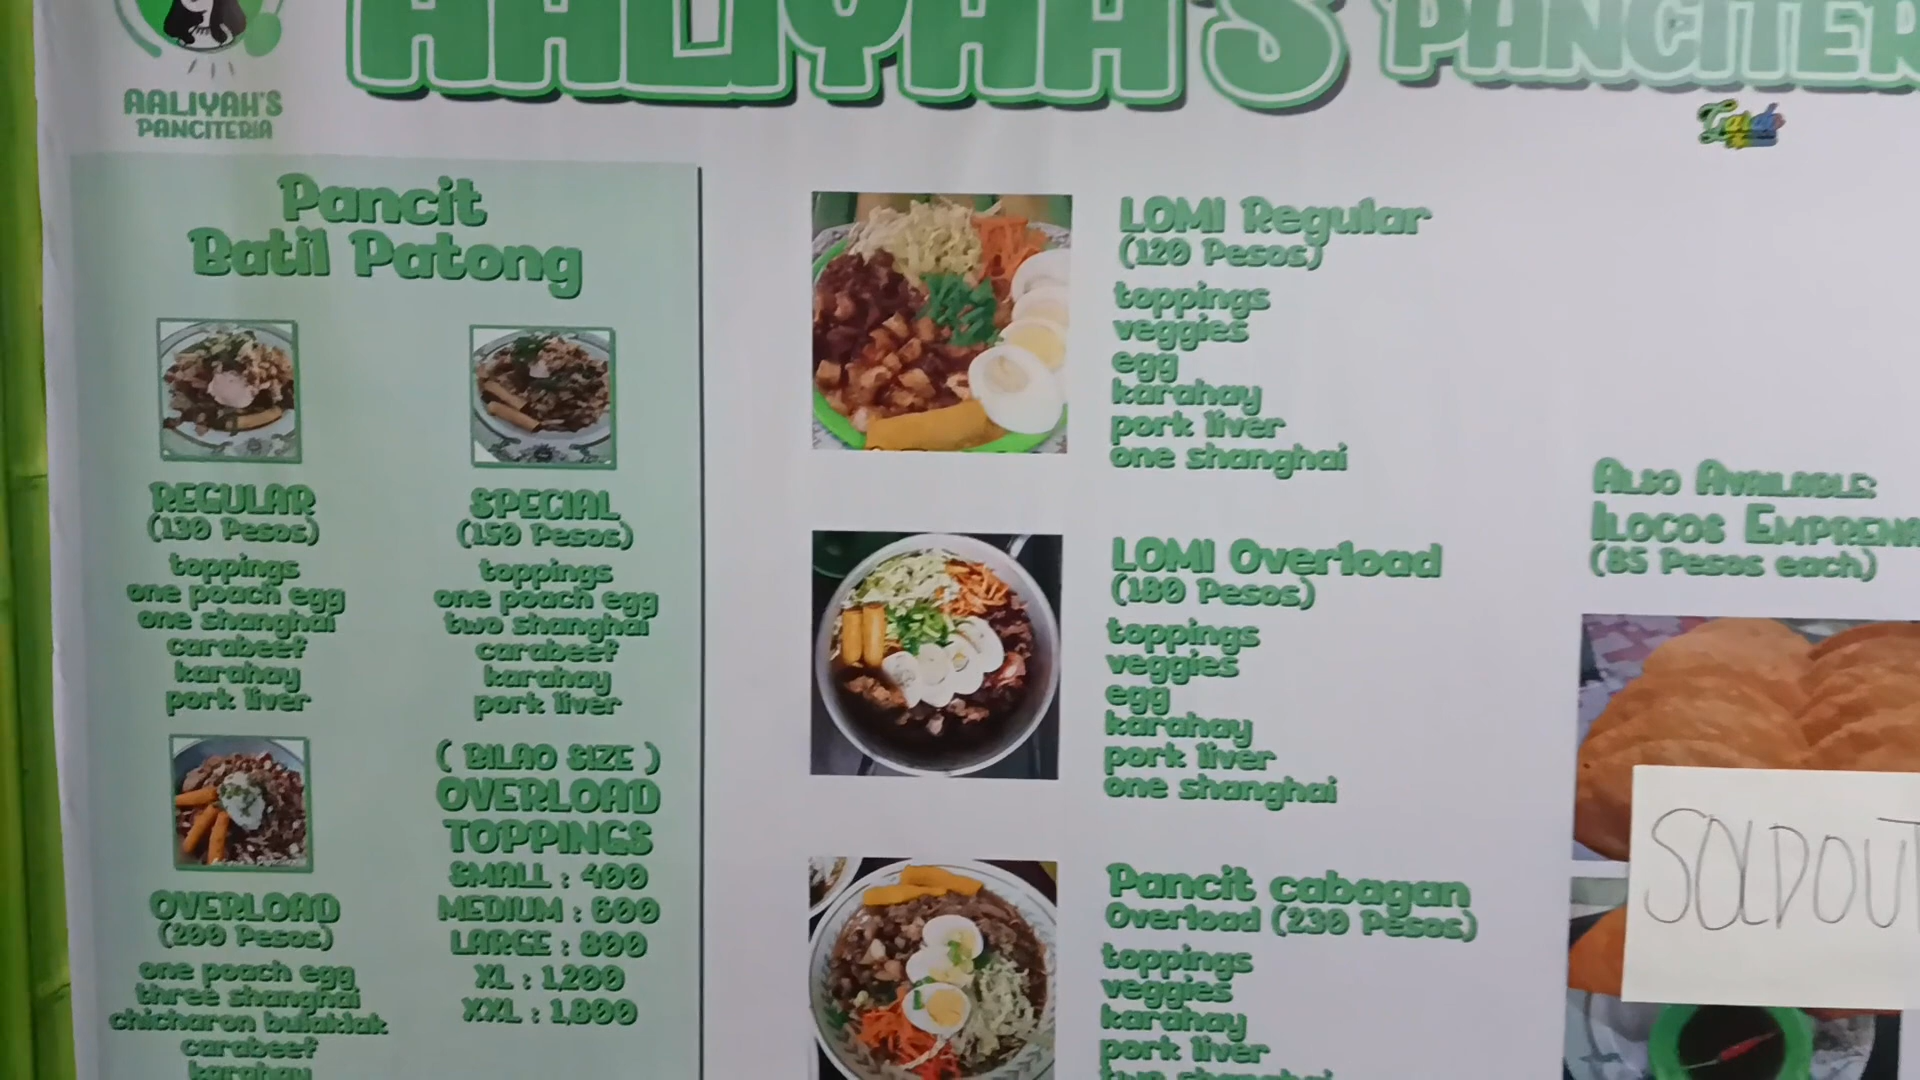 AALIYAH'S
PANCITERIA
AALIYAH'S PANCITER
Pancit
Batil Patong
REGULAR
(130 Pesos)
toppings
one poach egg
one shanghai
carabeef
karahay
pork liver
SPECIAL
(150 Pesos)
toppings
one poach egg
two shanghai
carabeef
karahay
pork liver
OVERLOAD
(200 Pesos)
one poach egg
three shanghai
chicharon bulaklak
carabeef
karahay
( BILAO SIZE )
OVERLOAD
TOPPINGS
SMALL : 400
MEDIUM : 600
LARGE : 800
XL : 1,200
XXL : 1,800
LOMI Regular
(120 Pesos)
toppings
veggies
egg
karahay
pork liver
one shanghai
LOMI Overload
(180 Pesos)
toppings
veggies
egg
karahay
pork liver
one shanghai
Pancit cabagan
Overload (230 Pesos)
toppings
veggies
karahay
pork liver
two shanghai
Also Available:
Ilocos Emprena
(65 Pesos each)
SOLDOUT